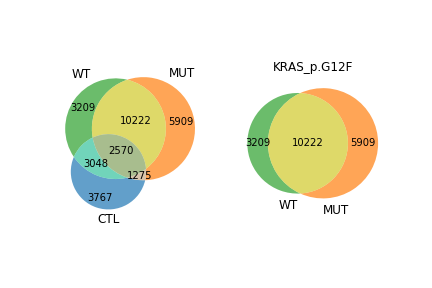 WT
MUT
3209
10222
5909
2570
3048
1275
3767
CTL
KRAS_p.G12F
3209
10222
5909
WT
MUT